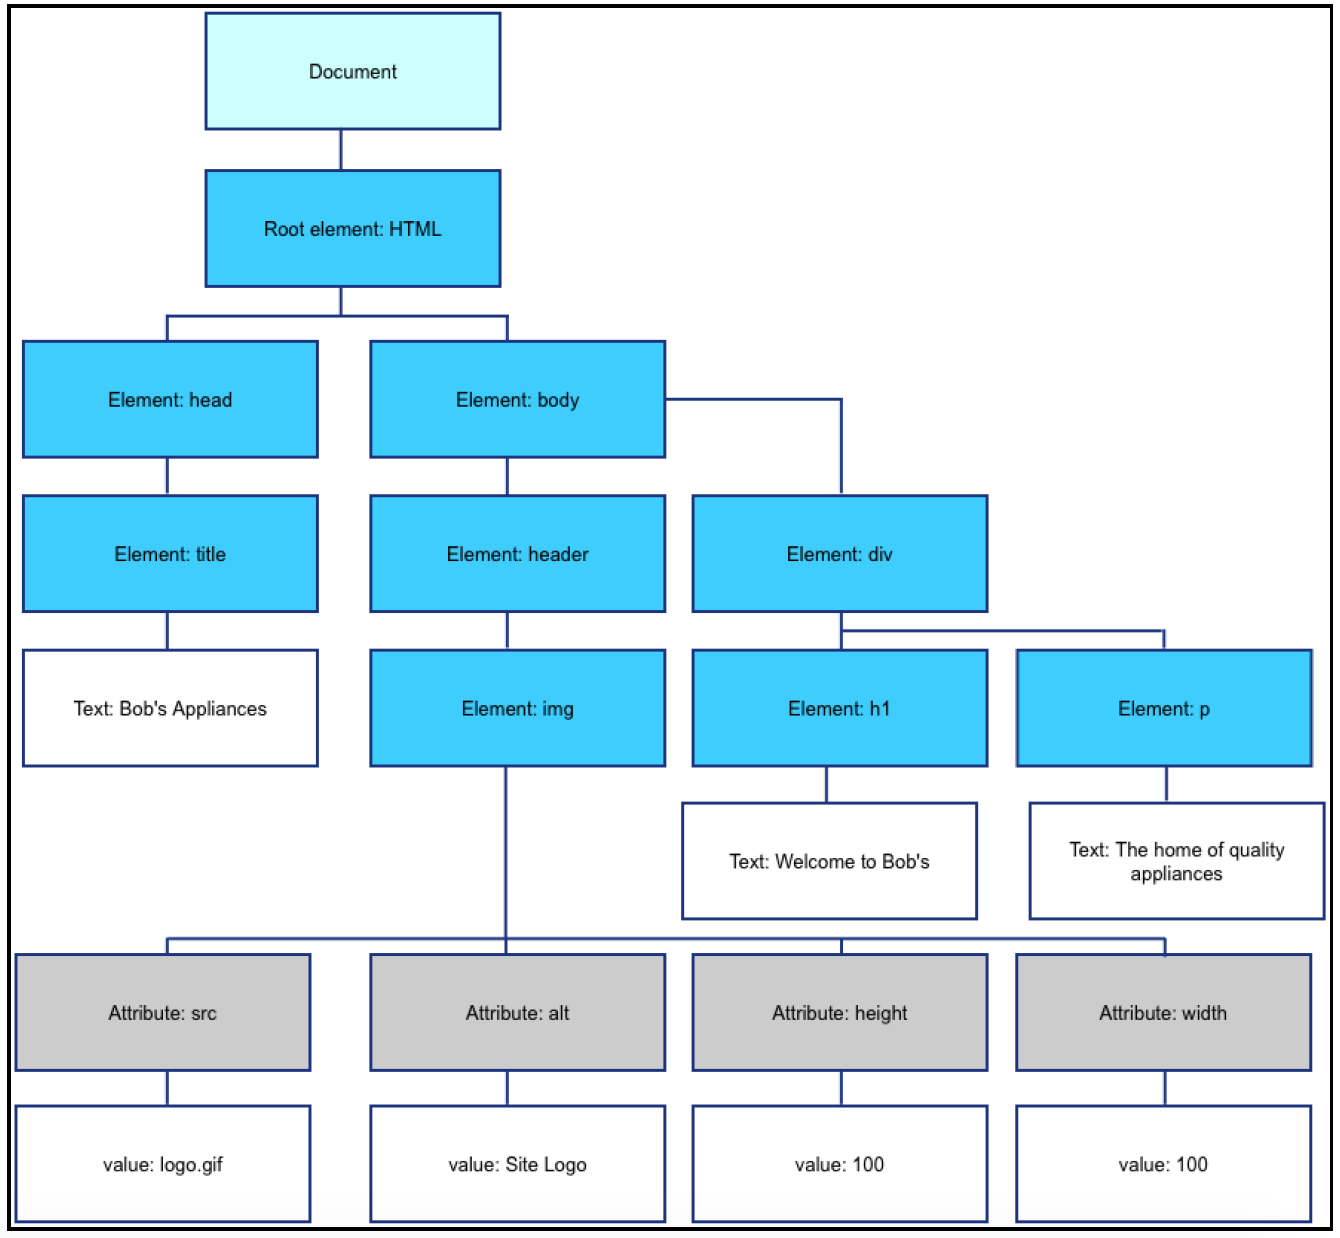 Document
Root element: HTML
Element: head
Element: body
Element: title
Element: header
Element: div
Text: Bob's Appliances
Element: img
Element: h1
Element: p
Text: Welcome to Bob's
Text: The home of quality
appliances
Attribute: src
Attribute: alt
Attribute: height
Attribute: width
value: logo.gif
value: Site Logo
value: 100
value: 100